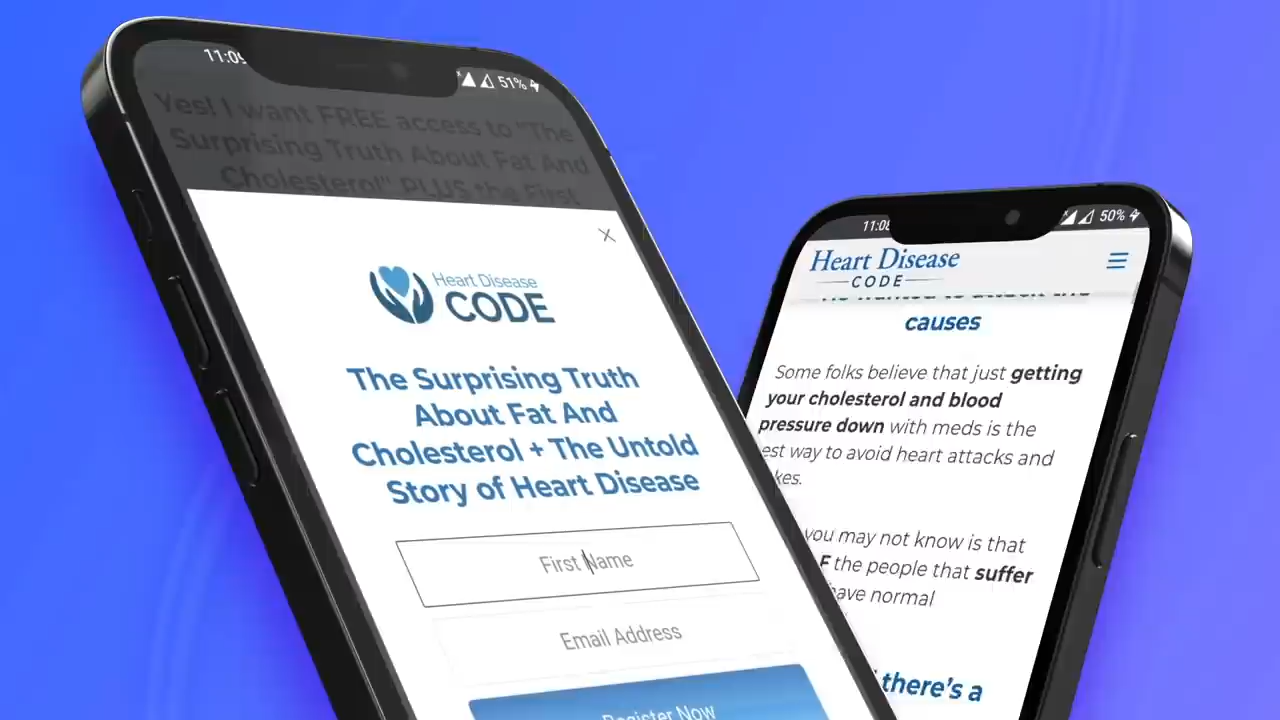 11:09
51%
Yes! I want FREE access to "The
Surprising Truth About Fat And
Cholesterol" PLUS the First
Heart Disease
CODE
The Surprising Truth
About Fat And
Cholesterol + The Untold
Story of Heart Disease
First Name
Email Address
Register Now
11:08
50%
Heart Disease
CODE
causes
Some folks believe that just getting
your cholesterol and blood
pressure down with meds is the
est way to avoid heart attacks and
kes.
you may not know is that
F the people that suffer
have normal
there's a